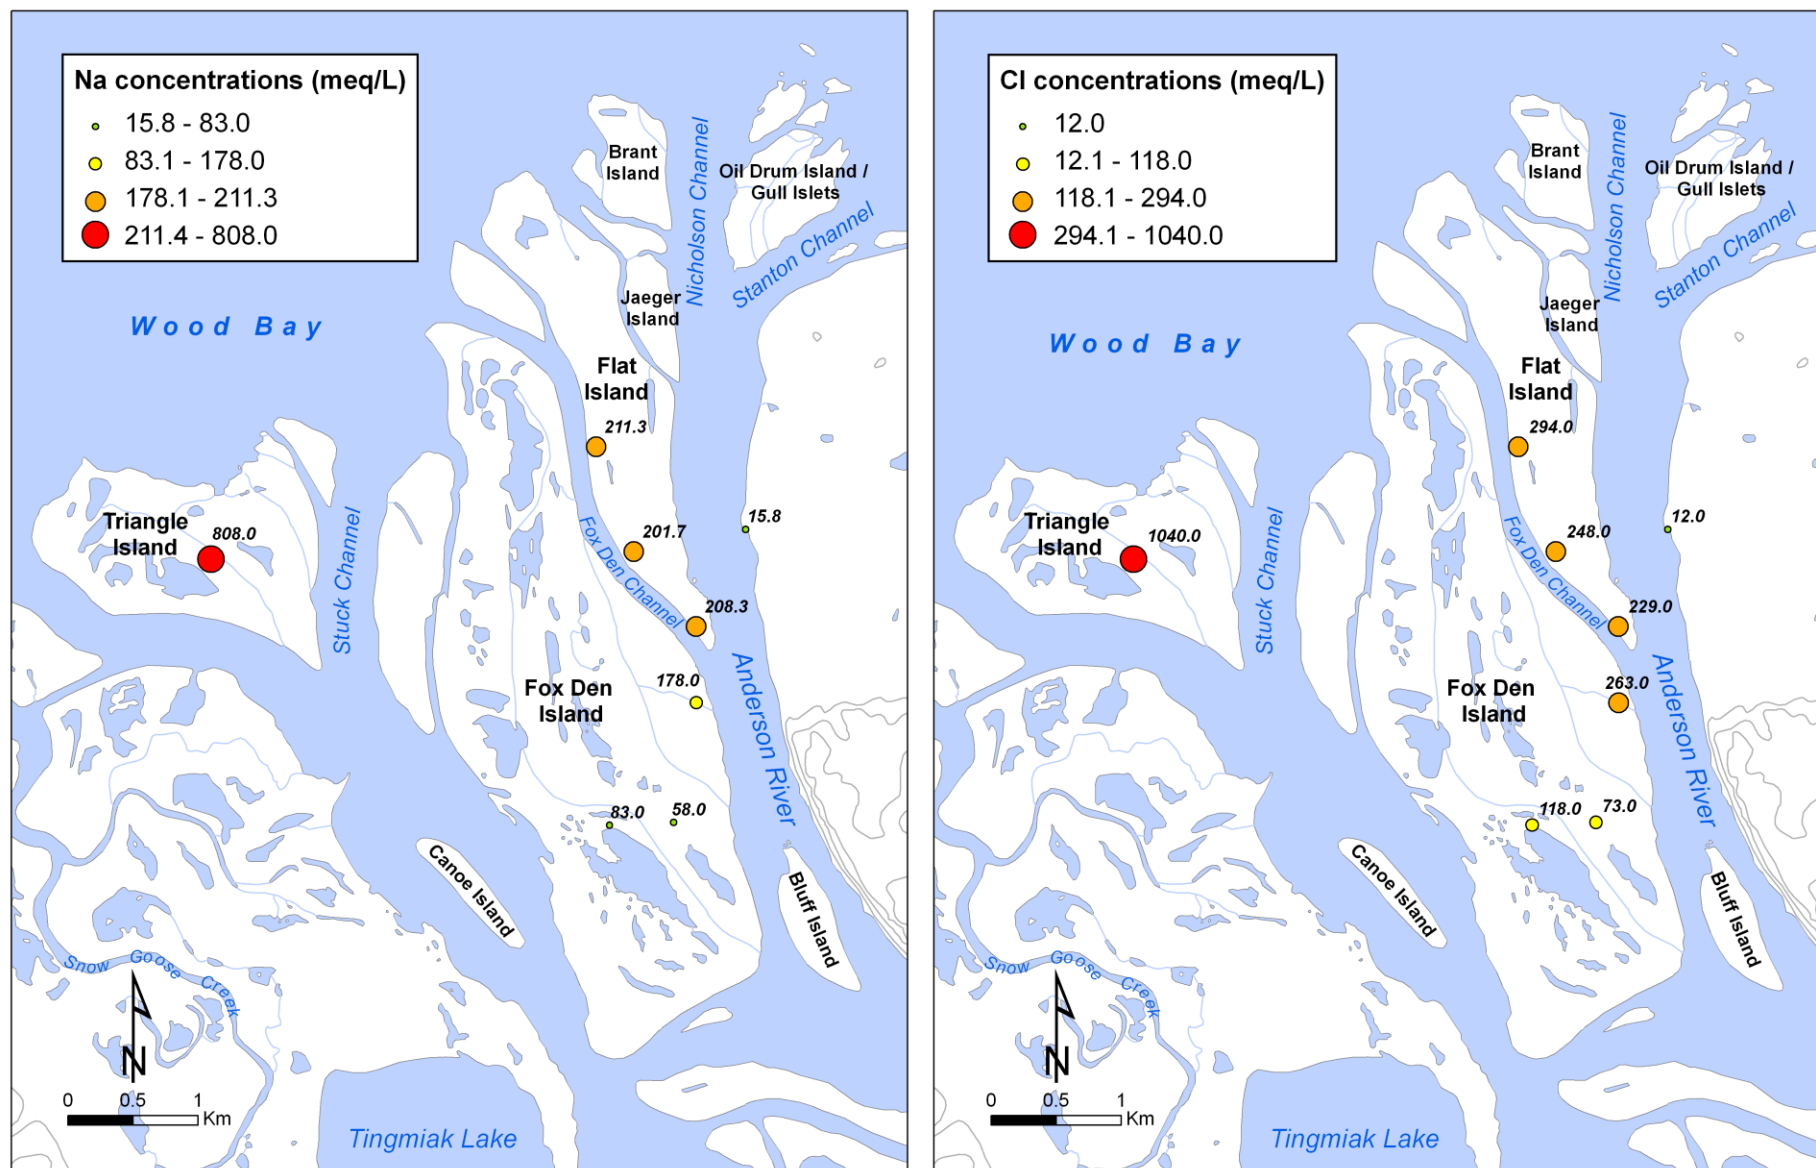 Na concentrations (meq/L)
15.8 - 83.0
83.1 - 178.0
178.1 - 211.3
211.4 - 808.0
Brant
Island
Nicholson Channel
Oil Drum Island /
Gull Islets
Stanton Channel
Jaeger
Island
Wood Bay
Flat
Island
211.3
Triangle
Island
808.0
Stuck Channel
Fox Den Channel
201.7
15.8
208.3
178.0
Fox Den
Island
Anderson River
83.0
58.0
Canoe Island
Bluff Island
Snow Goose Creek
N
0 0.5 1
Km
Tingmiak Lake
Cl concentrations (meq/L)
12.0
12.1 - 118.0
118.1 - 294.0
294.1 - 1040.0
Brant
Island
Nicholson Channel
Oil Drum Island /
Gull Islets
Stanton Channel
Jaeger
Island
Wood Bay
Flat
Island
294.0
Triangle
Island
1040.0
Stuck Channel
Fox Den Channel
248.0
12.0
229.0
263.0
Fox Den
Island
Anderson River
118.0
73.0
Canoe Island
Bluff Island
Snow Goose Creek
N
0 0.5 1
Km
Tingmiak Lake